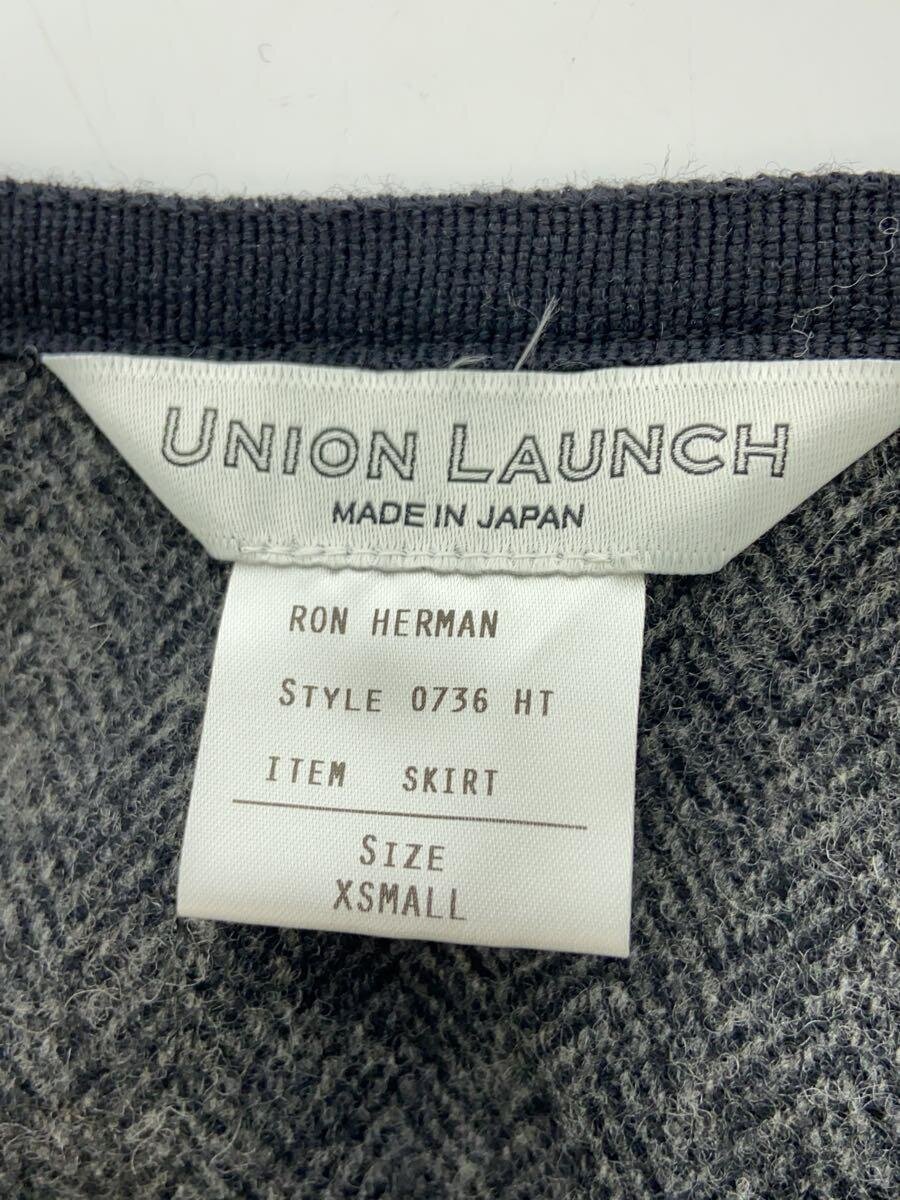 UNION LAUNCH
MADE IN JAPAN
RON HERMAN
STYLE 0736 HT
ITEM SKIRT
SIZE
XSMALL